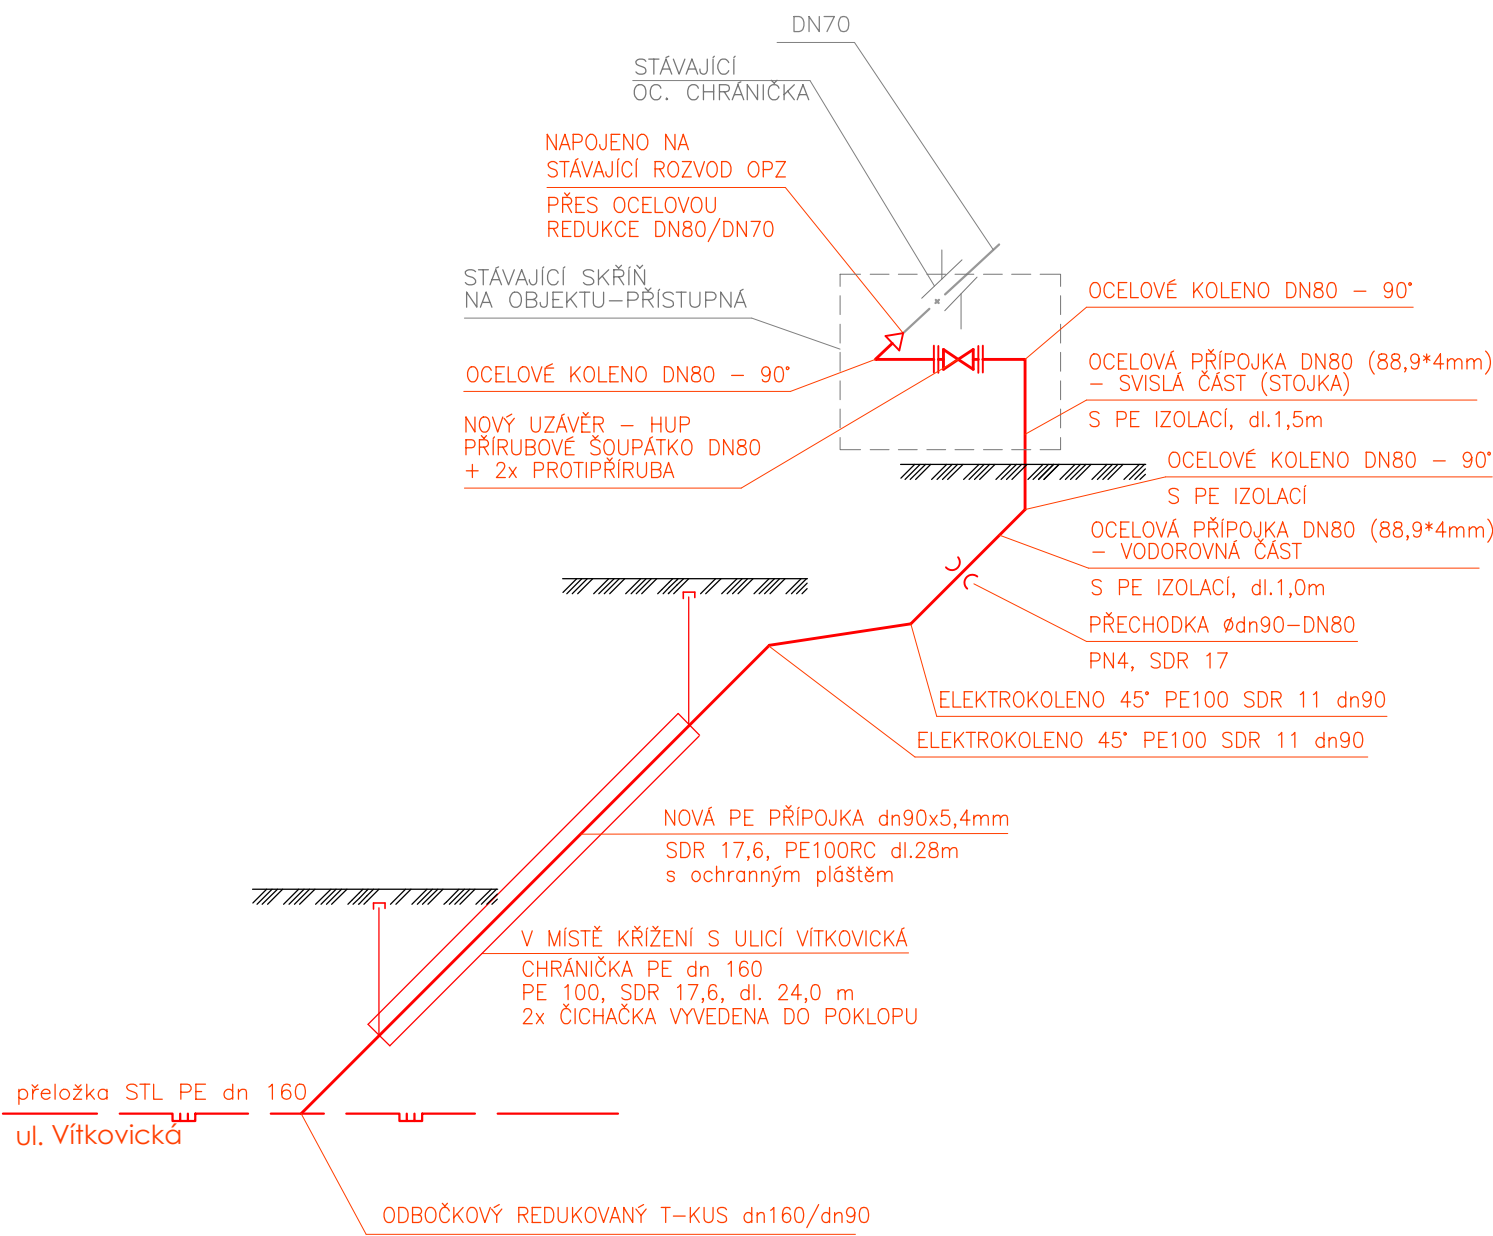 DN70
STÁVAJÍCÍ
OC. CHRÁNIČKA
NAPOJENO NA
STÁVAJÍCÍ ROZVOD OPZ
PŘES OCELOVOU
REDUKCE DN80/DN70
STÁVAJÍCÍ SKŘÍŇ
NA OBJEKTU-PŘÍSTUPNÁ
OCELOVÉ KOLENO DN80 - 90°
OCELOVÉ KOLENO DN80 - 90°
OCELOVÁ PŘÍPOJKA DN80 (88,9*4mm)
- SVISLÁ ČÁST (STOJKA)
S PE IZOLACÍ, dl.1,5m
NOVÝ UZÁVĚR - HUP
PŘÍRUBOVÉ ŠOUPÁTKO DN80
+ 2x PROTIPŘÍRUBA
OCELOVÉ KOLENO DN80 - 90°
S PE IZOLACÍ
OCELOVÁ PŘÍPOJKA DN80 (88,9*4mm)
- VODOROVNÁ ČÁST
S PE IZOLACÍ, dl.1,0m
PŘECHODKA ødn90-DN80
PN4, SDR 17
ELEKTROKOLENO 45° PE100 SDR 11 dn90
ELEKTROKOLENO 45° PE100 SDR 11 dn90
NOVÁ PE PŘÍPOJKA dn90x5,4mm
SDR 17,6, PE100RC dl.28m
s ochranným pláštěm
V MÍSTĚ KŘÍŽENÍ S ULICÍ VÍTKOVICKÁ
CHRÁNIČKA PE dn 160
PE 100, SDR 17,6, dl. 24,0 m
2x ČICHAČKA VYVEDENA DO POKLOPU
přeložka STL PE dn 160
ul. Vítkovická
ODBOČKOVÝ REDUKOVANÝ T-KUS dn160/dn90